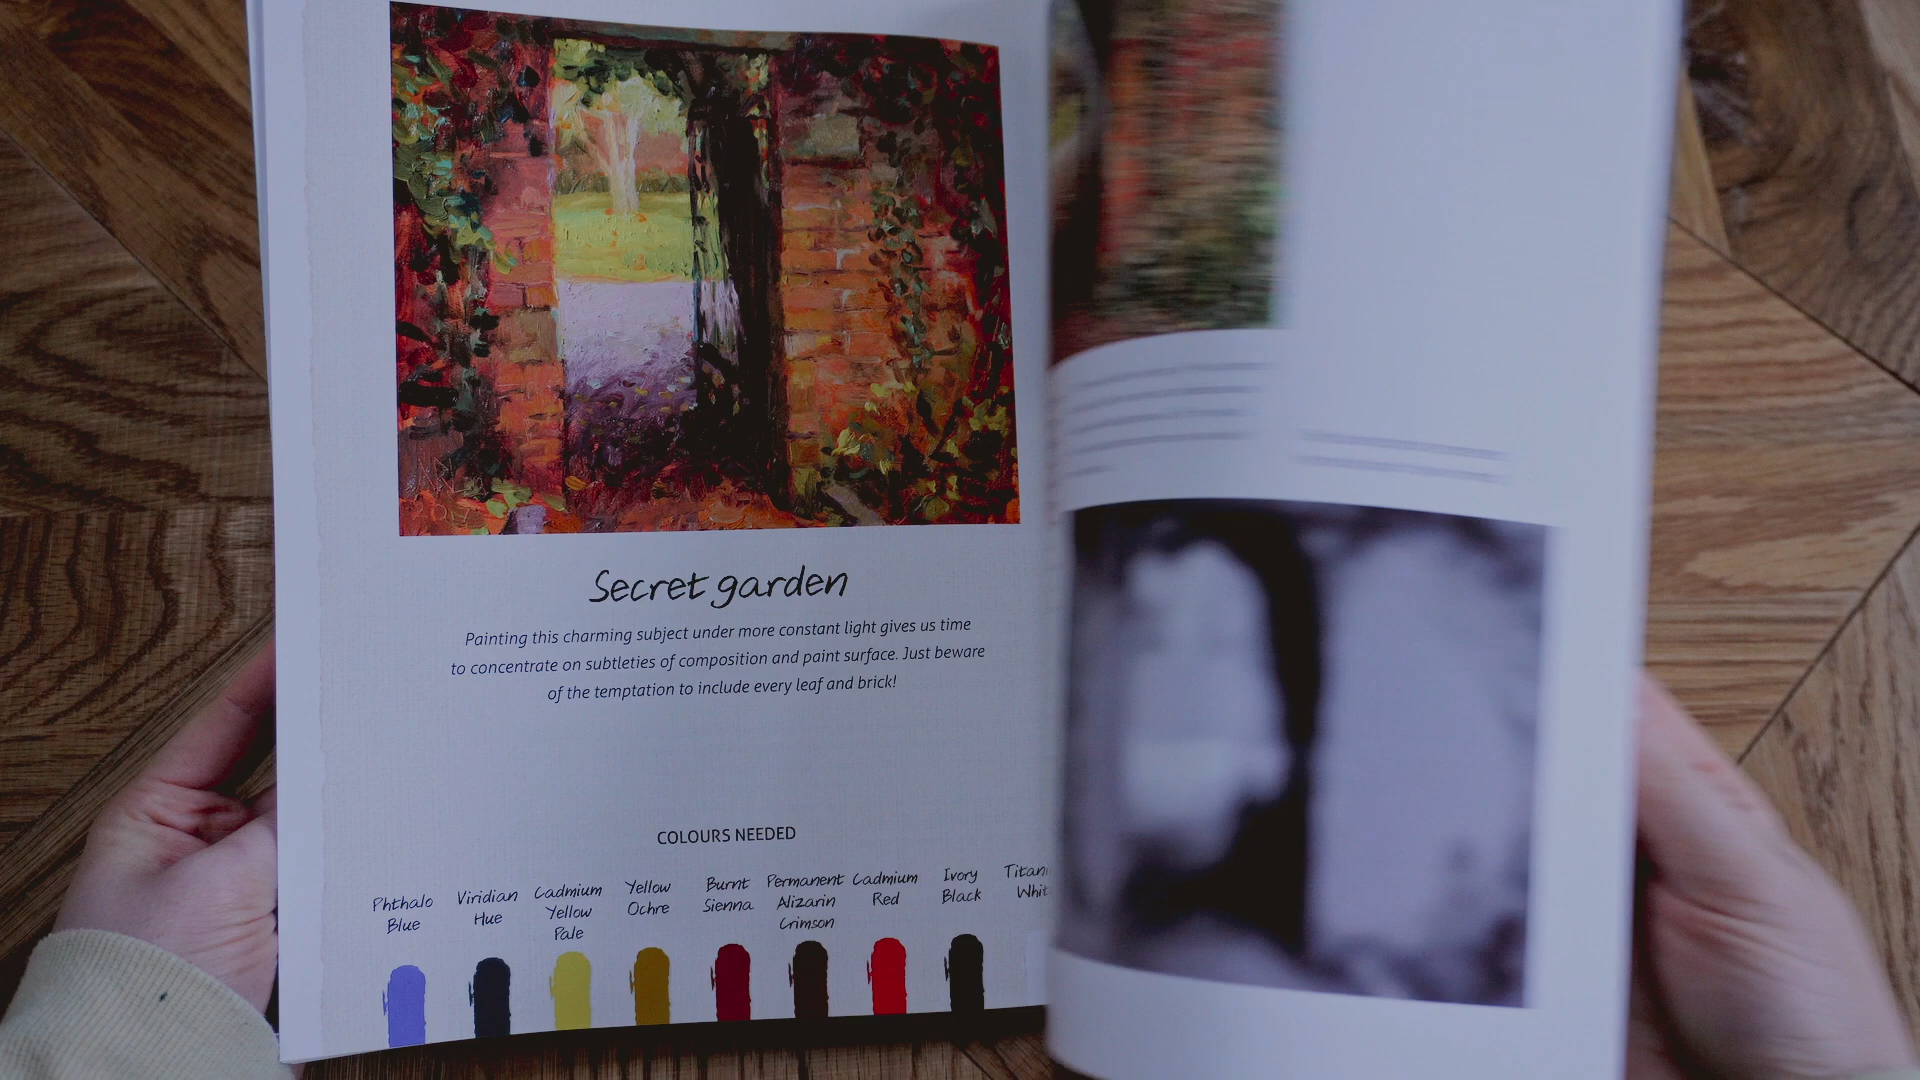 Secret garden
Painting this charming subject under more constant light gives us time
to concentrate on subtleties of composition and paint surface. Just beware
of the temptation to include every leaf and brick!
COLOURS NEEDED
Phthalo
Blue
Viridian
Hue
Cadmium
Yellow
Pale
Yellow
Ochre
Burnt
Sienna
Permanent
Alizarin
Crimson
Cadmium
Red
Ivory
Black